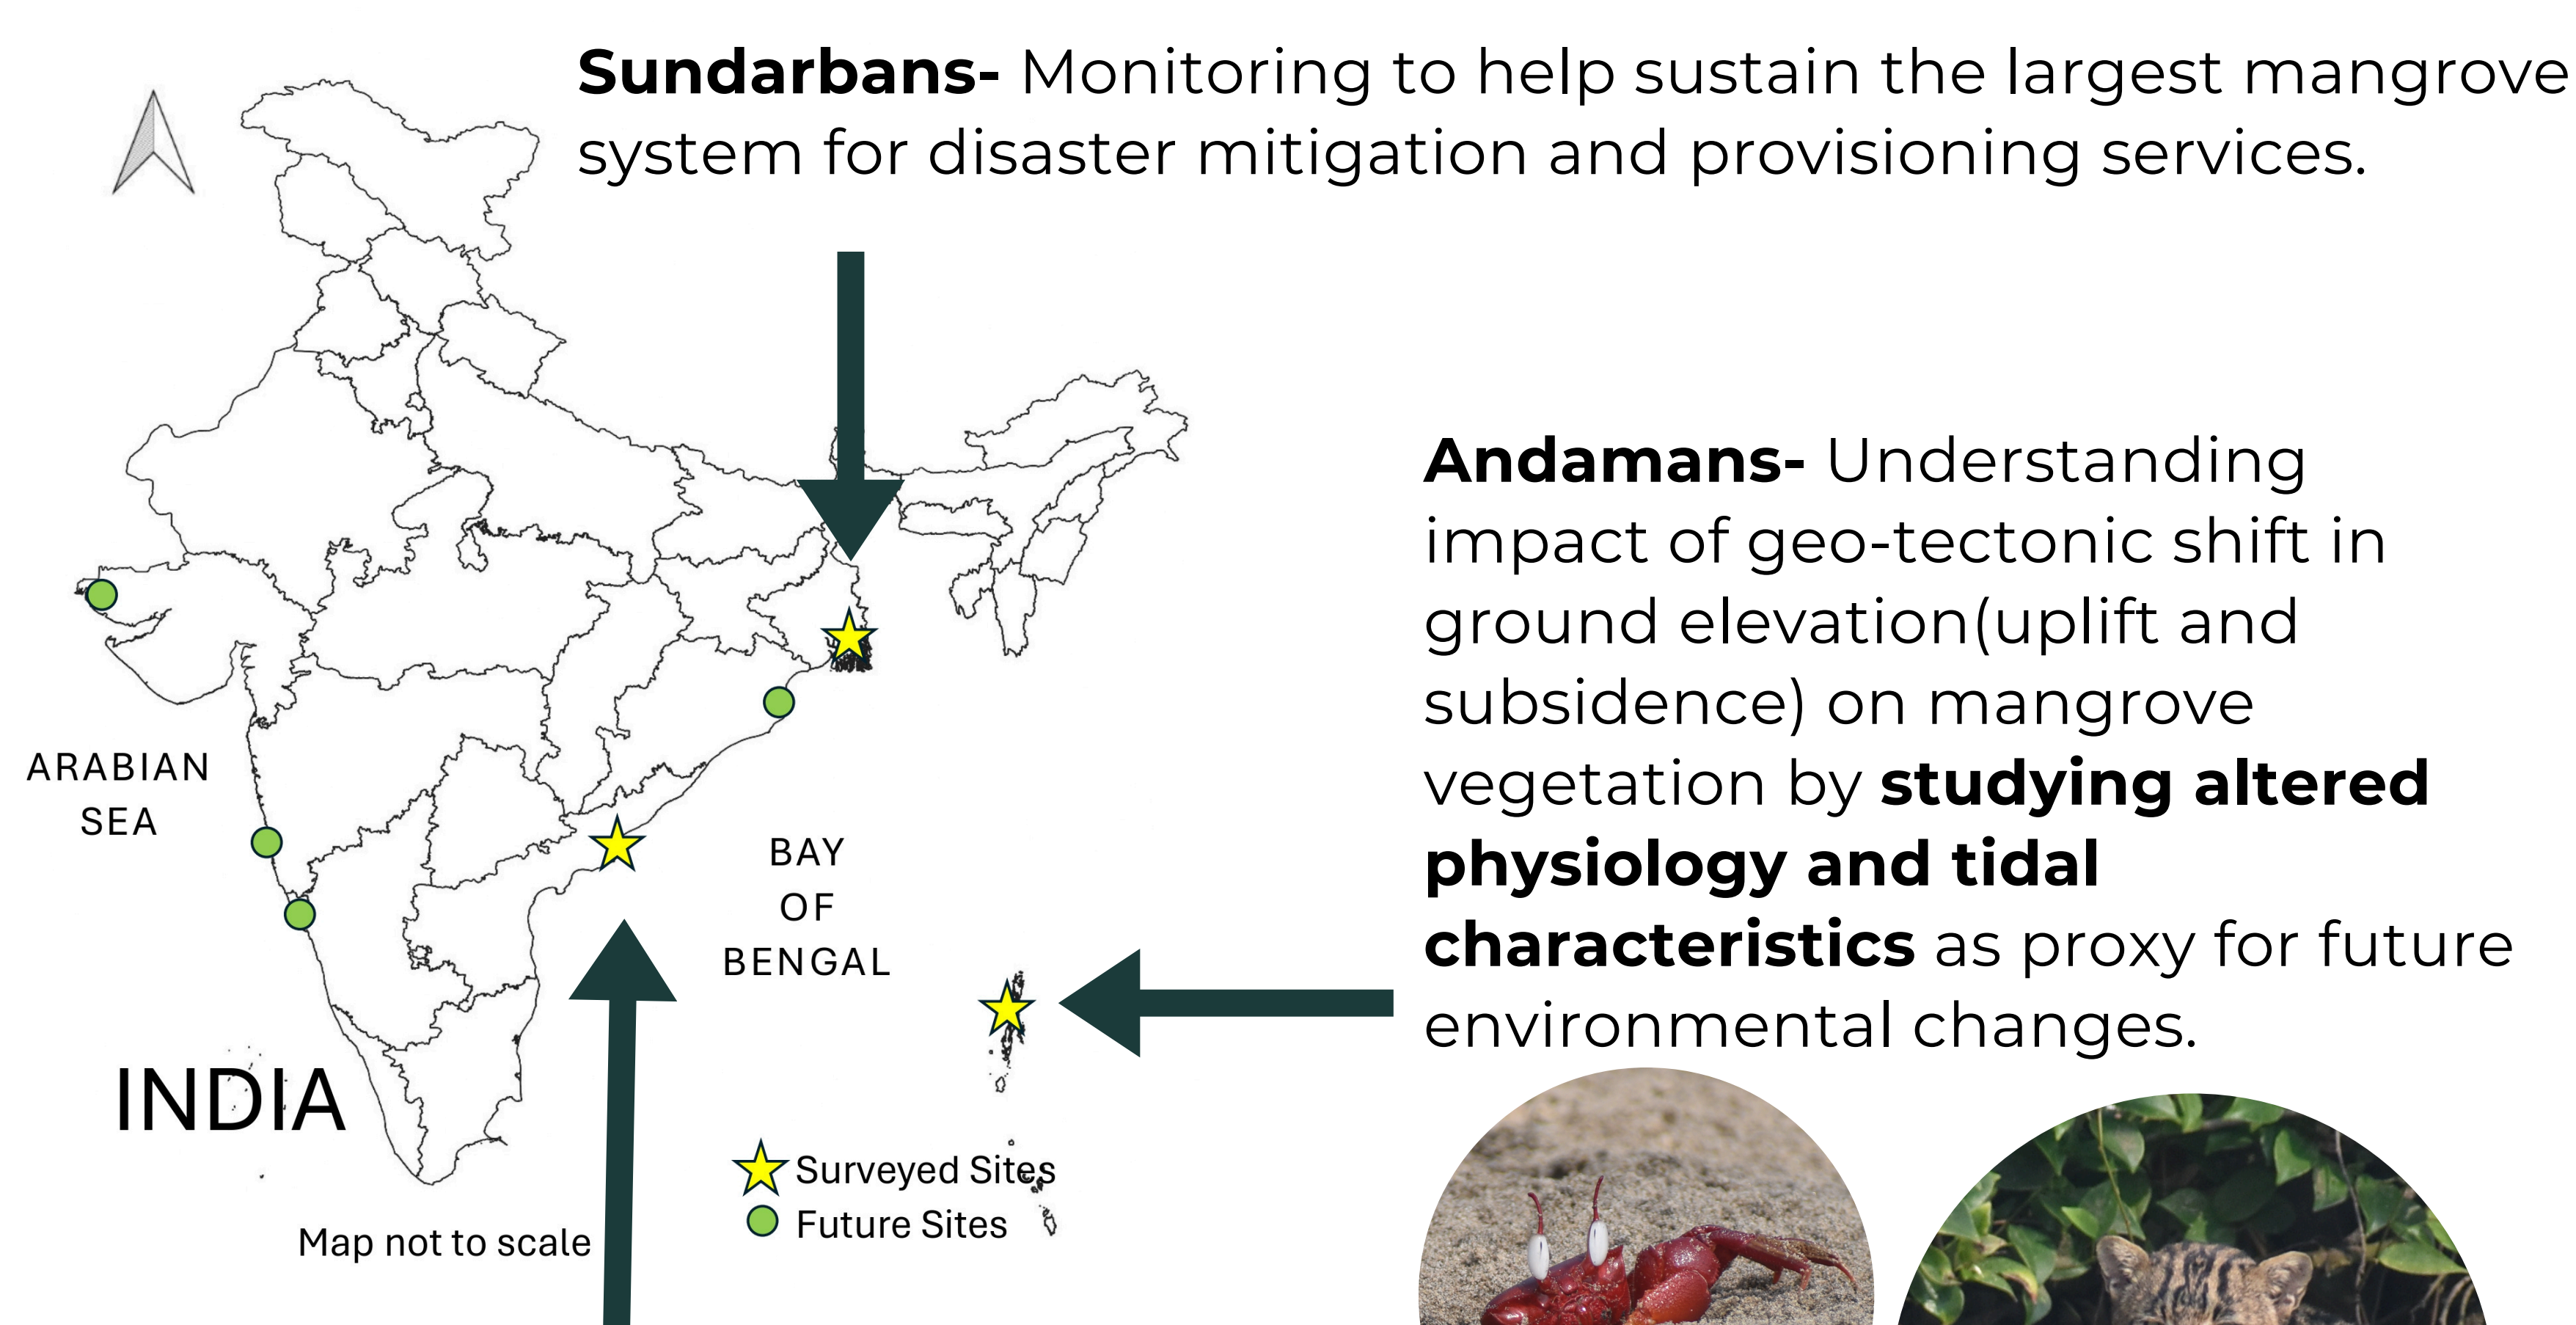 Sundarbans- Monitoring to help sustain the largest mangrove
system for disaster mitigation and provisioning services.
Andamans- Understanding
impact of geo-tectonic shift in
ground elevation(uplift and
subsidence) on mangrove
vegetation by studying altered
physiology and tidal
characteristics as proxy for future
environmental changes.
ARABIAN
SEA
BAY
OF
BENGAL
INDIA
Surveyed Sites
Future Sites
Map not to scale